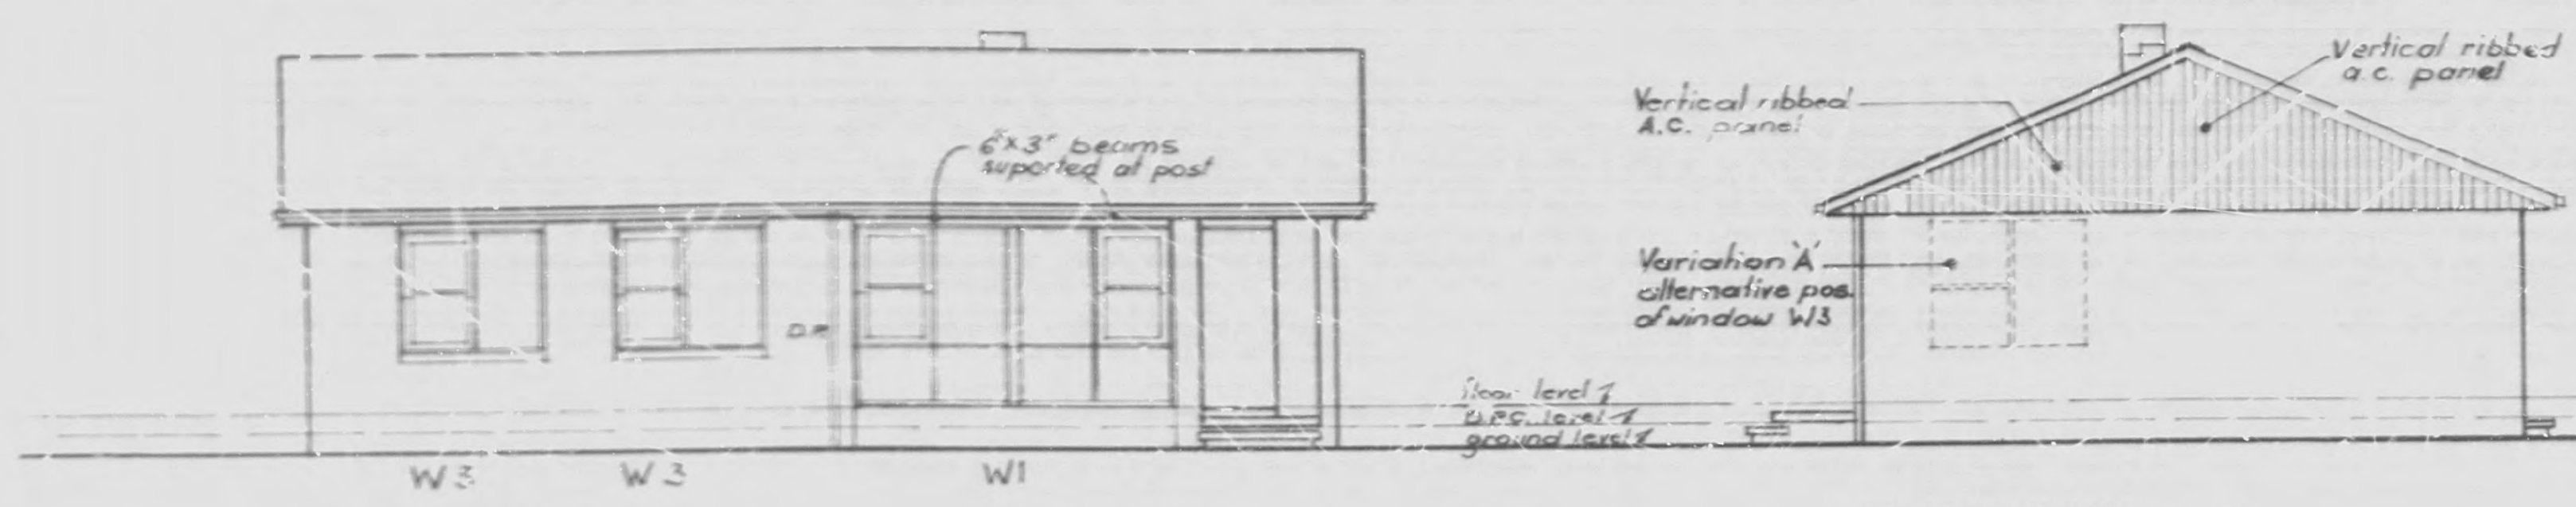 6"x3" beams
suported at post
W3
W3
W1
Vertical ribbed
A.C. panel
Vertical ribbed
a.c. panel
Variation 'A'
alternative pos.
of window W3
floor level
D.P.C. level
ground level
D.P.